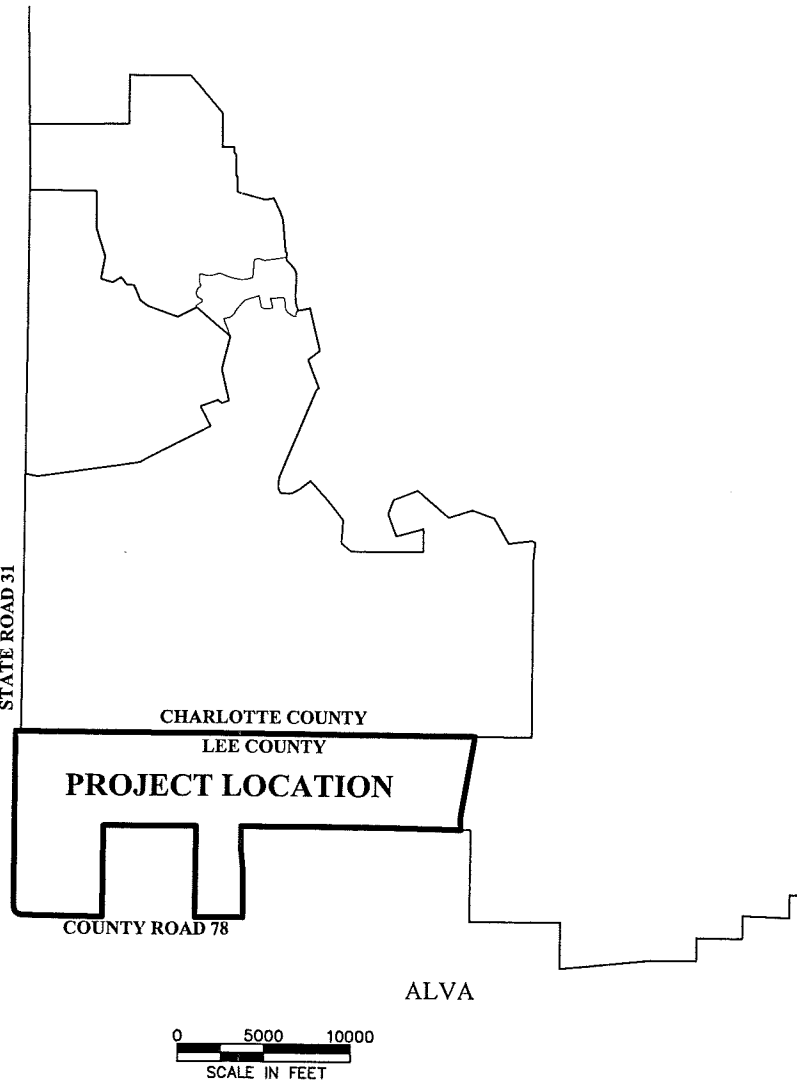 STATE ROAD 31
CHARLOTTE COUNTY
LEE COUNTY
PROJECT LOCATION
COUNTY ROAD 78
ALVA
0 5000 10000
SCALE IN FEET